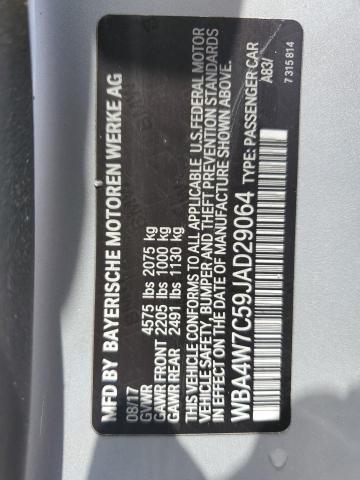 MFD BY BAYERISCHE MOTOREN WERKE AG
08/17
GVWR 4575 lbs 2075 kg
GAWR FRONT 2205 lbs 1000 kg
GAWR REAR 2491 lbs 1130 kg
THIS VEHICLE CONFORMS TO ALL APPLICABLE U.S. FEDERAL MOTOR
VEHICLE SAFETY, BUMPER AND THEFT PREVENTION STANDARDS
IN EFFECT ON THE DATE OF MANUFACTURE SHOWN ABOVE.
WBA4W7C59JAD29064 TYPE: PASSENGER CAR
A83/
7 315 814